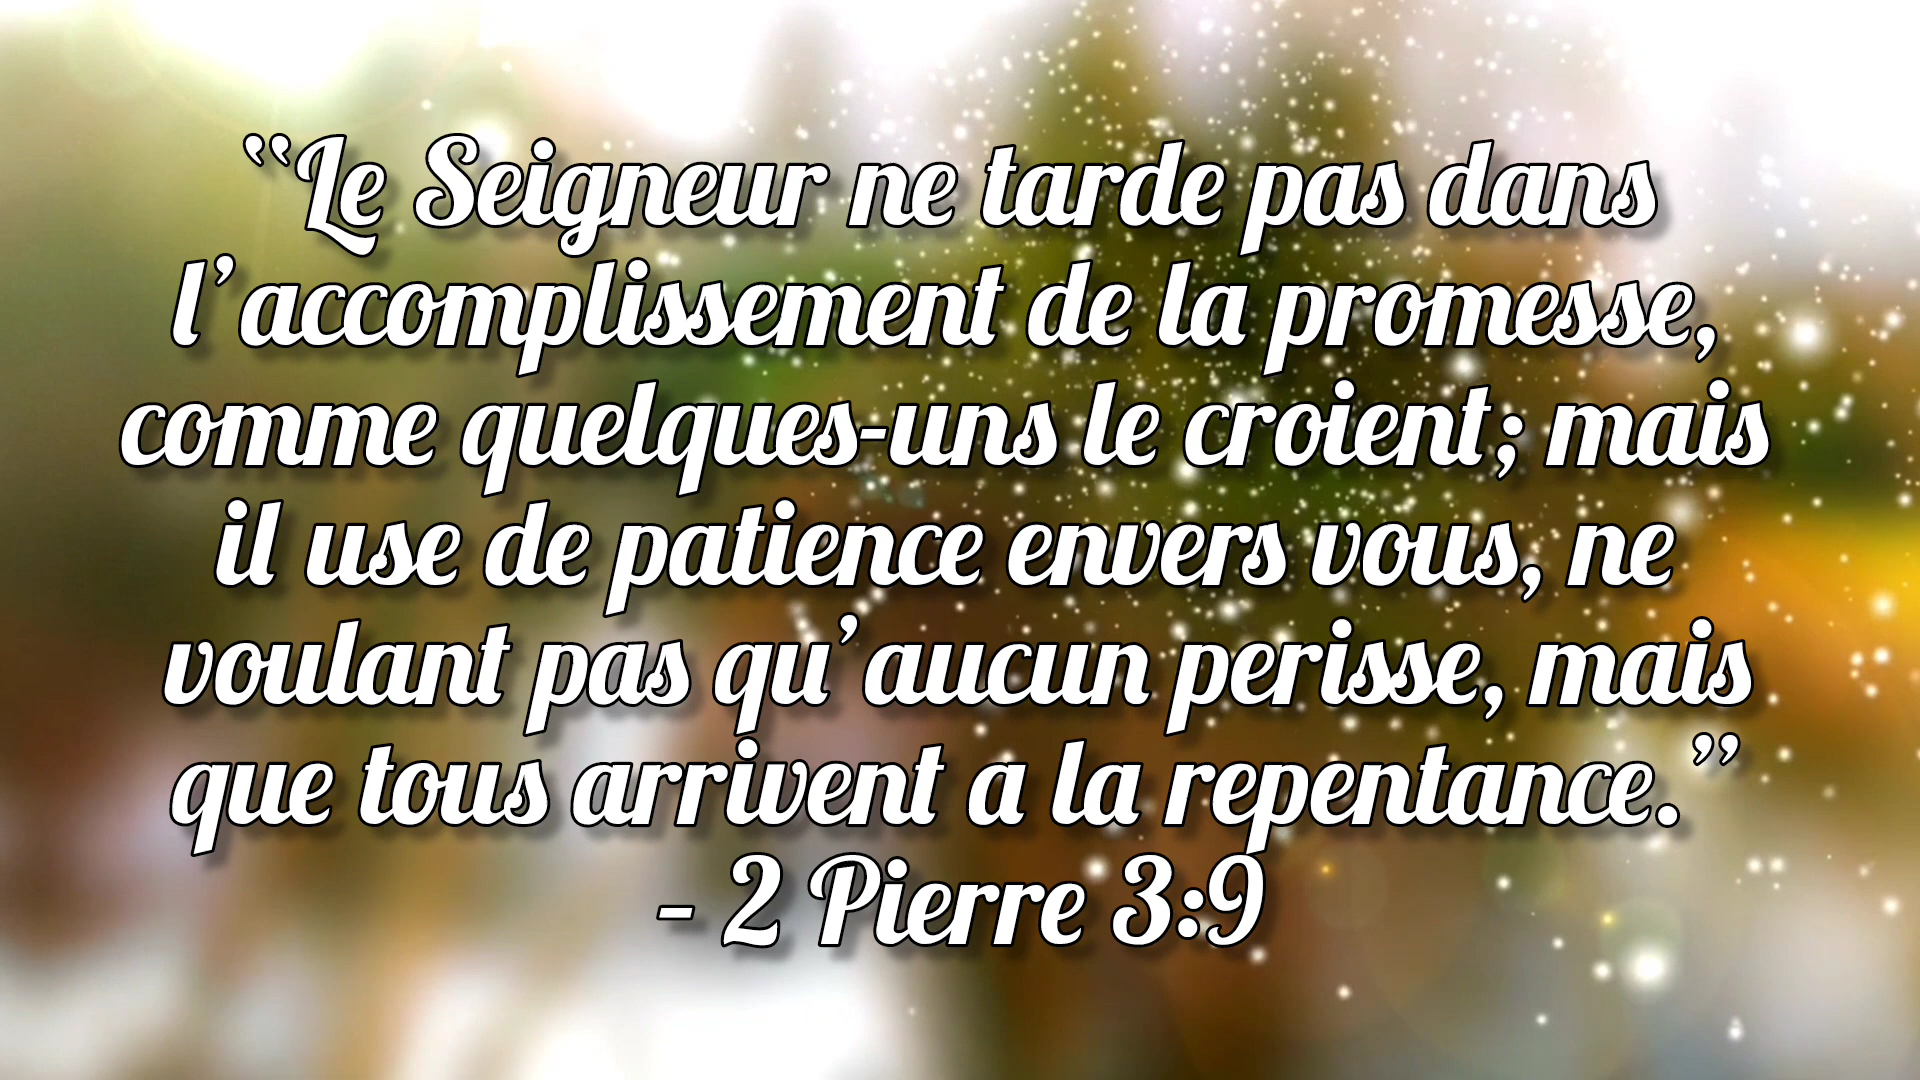 “Le Seigneur ne tarde pas dans
l’accomplissement de la promesse,
comme quelques-uns le croient; mais
il use de patience envers vous, ne
voulant pas qu’aucun perisse, mais
que tous arrivent a la repentance.”
- 2 Pierre 3:9